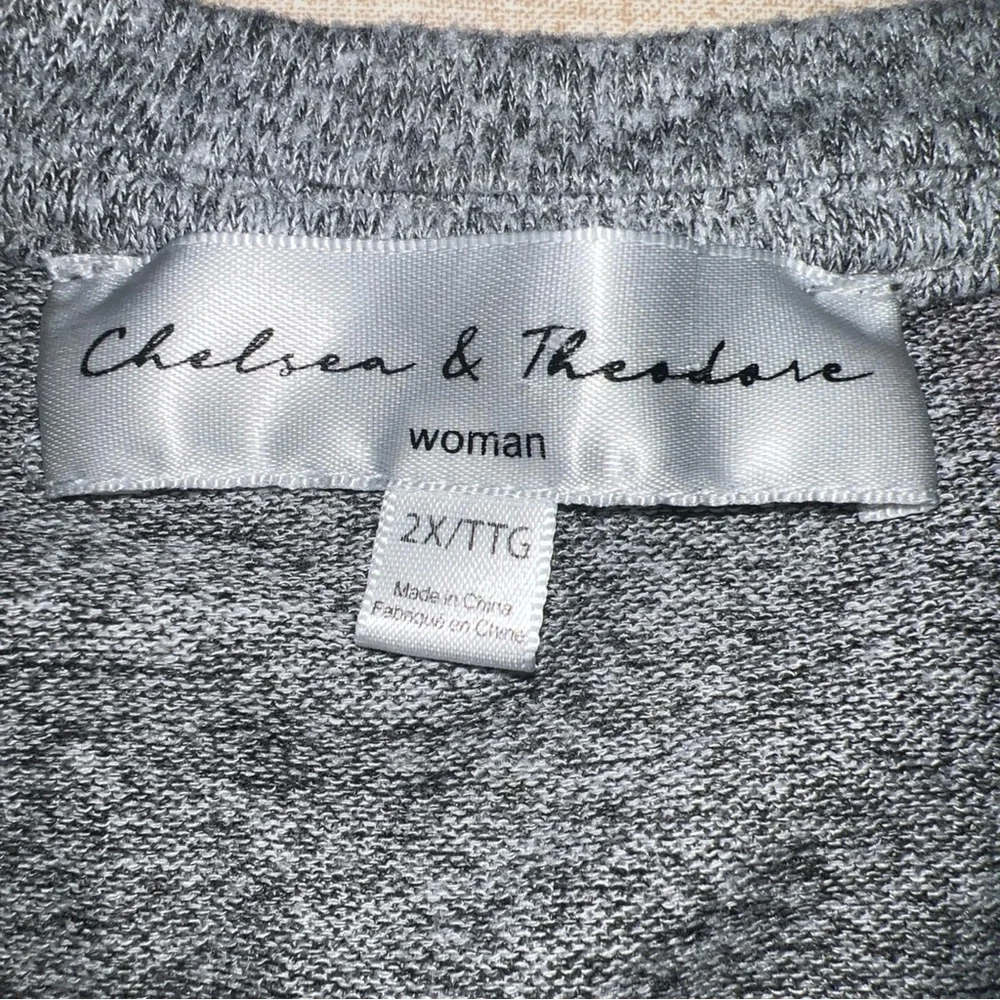 Chelsea & Theodore
woman
2X/TTG
Made in China
Fabriqué en Chine